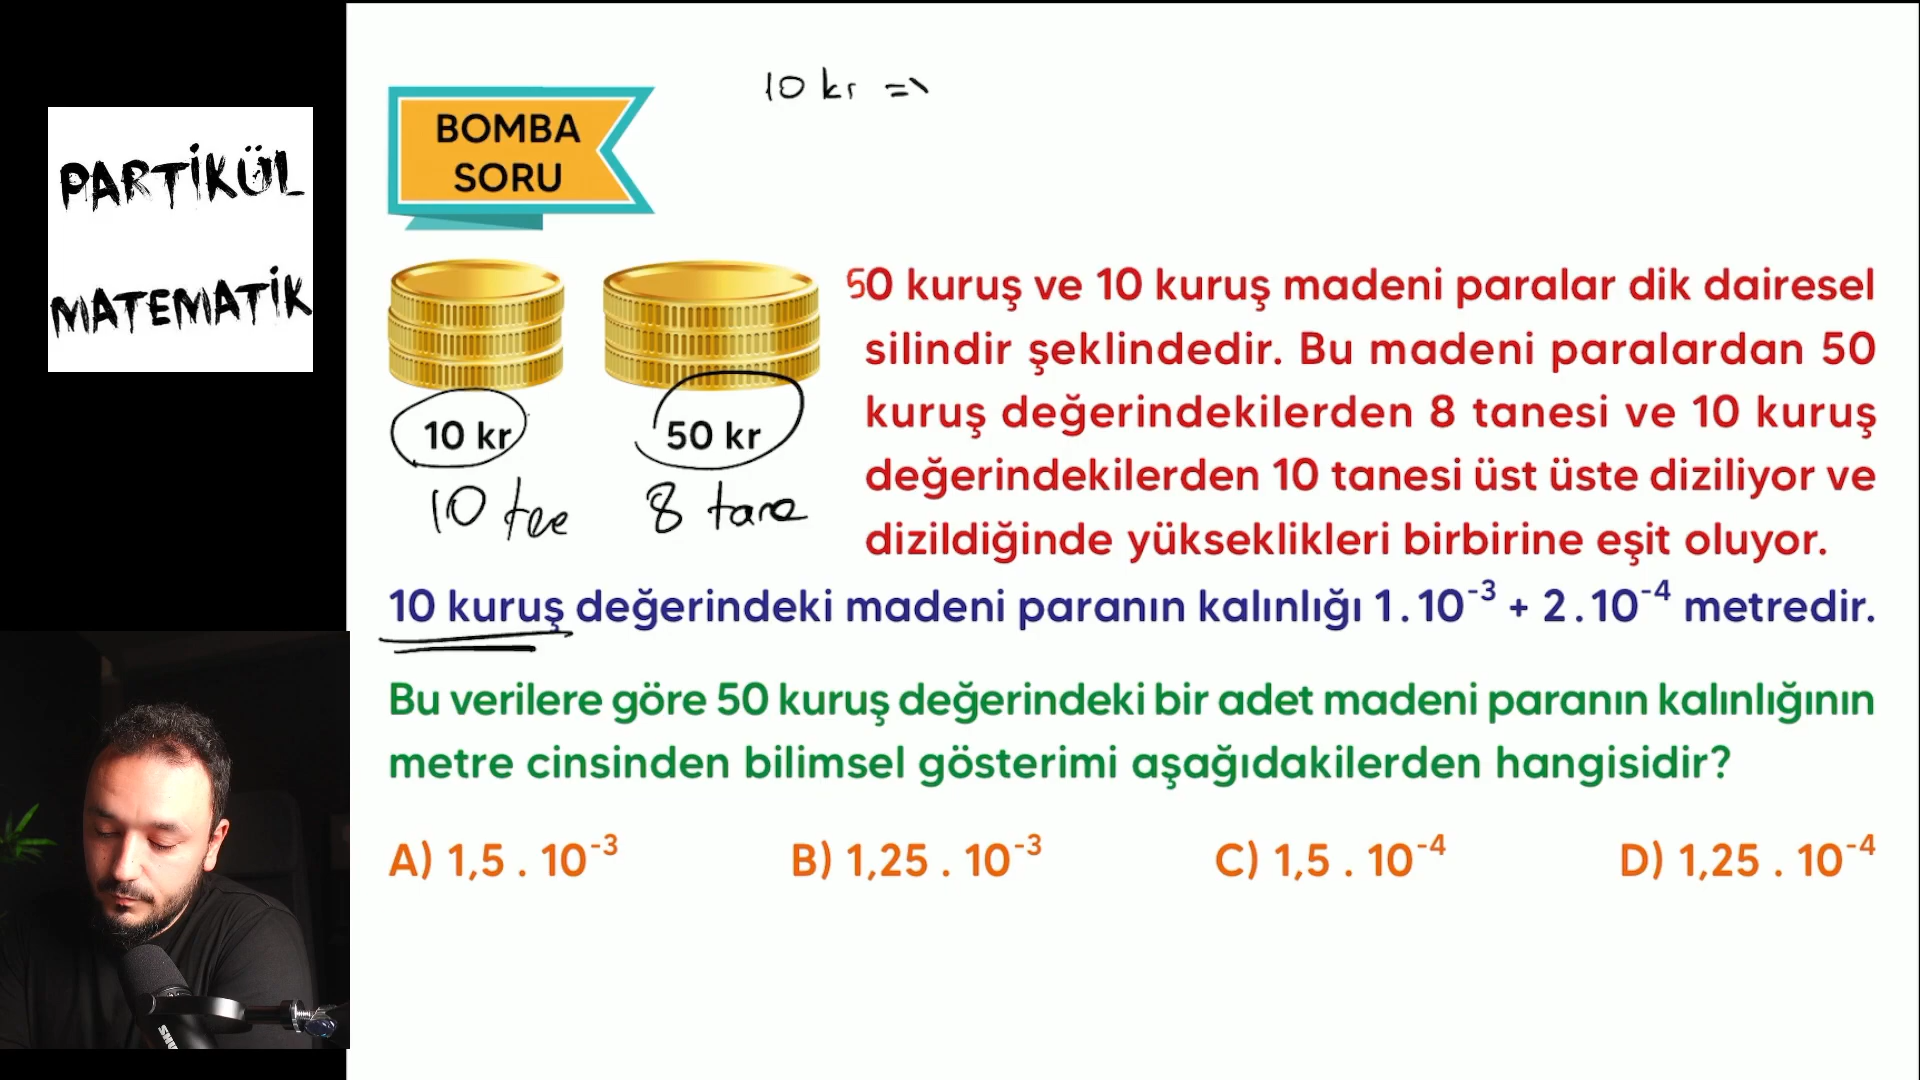 PARTİKÜL
MATEMATİK
10 kr =>
BOMBA
SORU
10 kr
50 kr
8 tane
50 kuruş ve 10 kuruş madeni paralar dik dairesel
silindir şeklindedir. Bu madeni paralardan 50
kuruş değerindekilerden 8 tanesi ve 10 kuruş
değerindekilerden 10 tanesi üst üste diziliyor ve
dizildiğinde yükseklikleri birbirine eşit oluyor.
10 kuruş değerindeki madeni paranın kalınlığı 1.10⁻³ + 2.10⁻⁴ metredir.
Bu verilere göre 50 kuruş değerindeki bir adet madeni paranın kalınlığının
metre cinsinden bilimsel gösterimi aşağıdakilerden hangisidir?
A) 1,5 . 10⁻³
B) 1,25 . 10⁻³
C) 1,5 . 10⁻⁴
D) 1,25 . 10⁻⁴